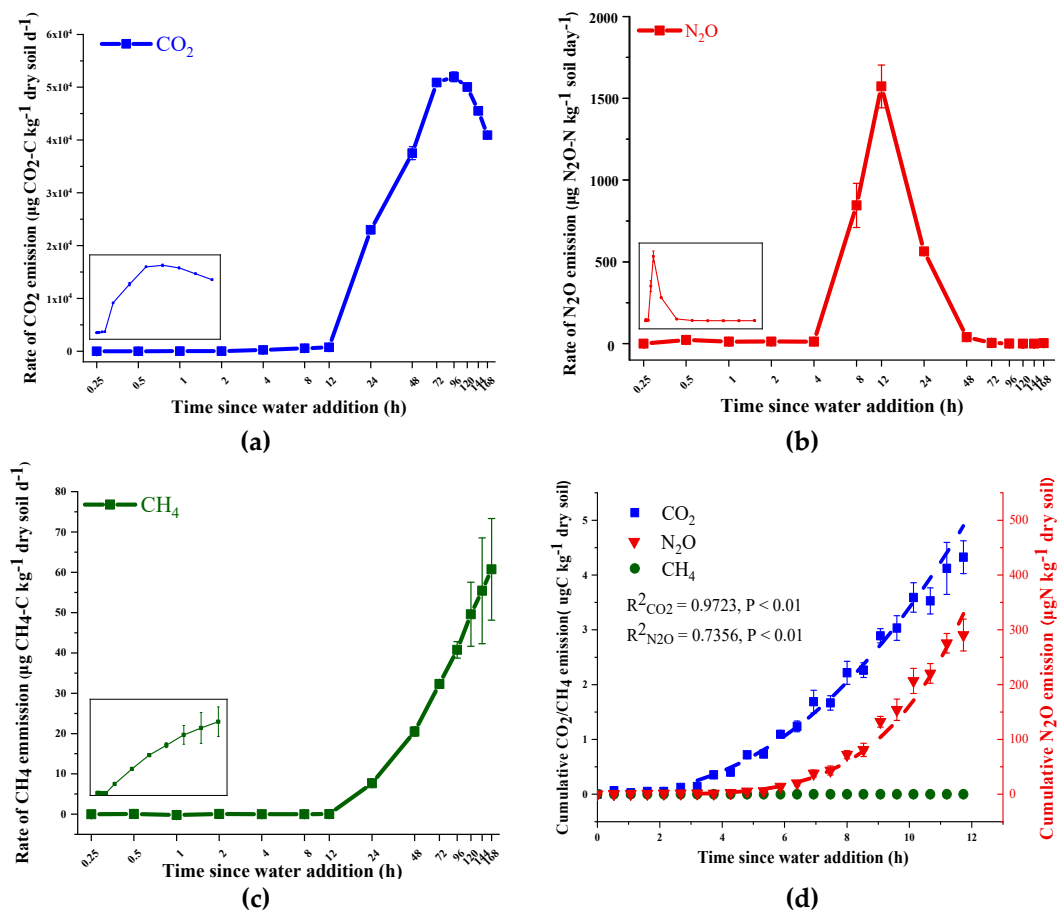 Rate of CO₂ emission (μg CO₂-C kg⁻¹ dry soil d⁻¹)
6x10⁴
5x10⁴
4x10⁴
3x10⁴
2x10⁴
1x10⁴
0
CO₂
0.25 0.5 1 2 4 8 12 24 48 72 96 120 144 168
Time since water addition (h)
(a)
Rate of N₂O emission (μg N₂O-N kg⁻¹ soil day⁻¹)
2000
1500
1000
500
0
N₂O
0.25 0.5 1 2 4 8 12 24 48 72 96 120 144 168
Time since water addition (h)
(b)
Rate of CH₄ emmission (μg CH₄-C kg⁻¹ dry soil d⁻¹)
80
70
60
50
40
30
20
10
0
CH₄
0.25 0.5 1 2 4 8 12 24 48 72 96 120 144 168
Time since water addition (h)
(c)
Cumulative CO₂/CH₄ emission( ugC kg⁻¹ dry soil)
5
4
3
2
1
0
CO₂
N₂O
CH₄
R²CO2 = 0.9723, P < 0.01
R²N2O = 0.7356, P < 0.01
0 2 4 6 8 10 12
Time since water addition (h)
500
400
300
200
100
0
Cumulative N₂O emission (μgN kg⁻¹ dry soil)
(d)